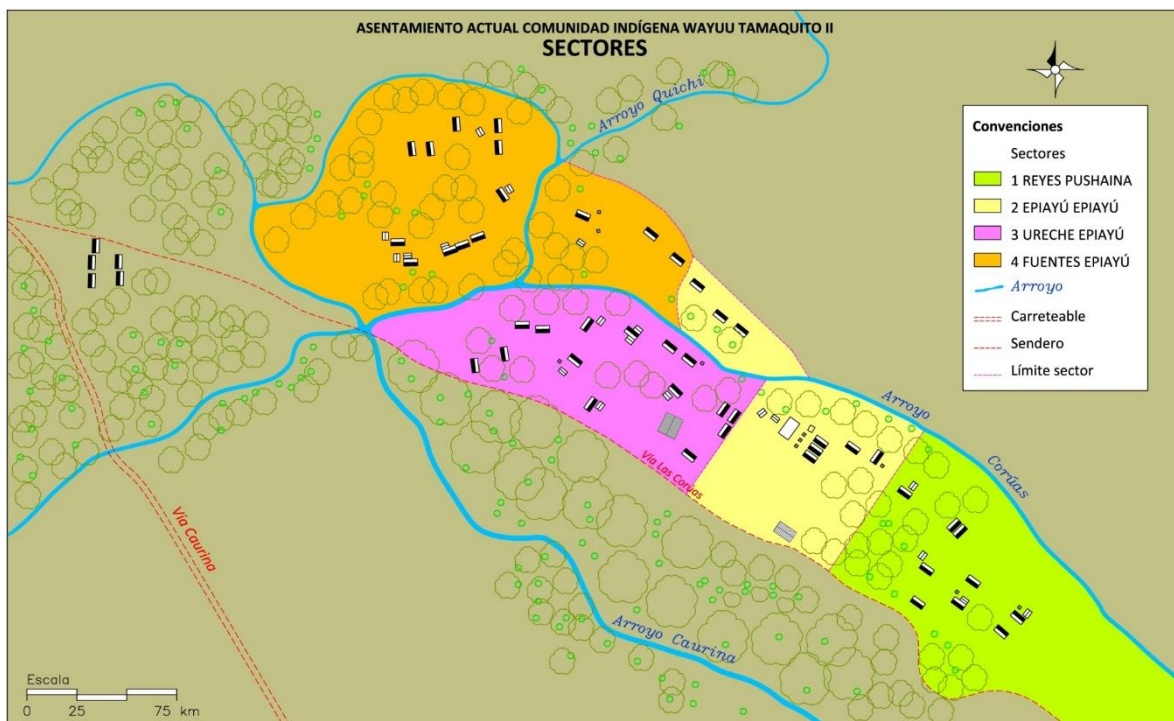 ASENTAMIENTO ACTUAL COMUNIDAD INDÍGENA WAYUU TAMAQUITO II
SECTORES
Arroyo Quichí
Convenciones
Sectores
1 REYES PUSHAINA
2 EPIAYÚ EPIAYÚ
3 URECHE EPIAYÚ
4 FUENTES EPIAYÚ
Arroyo
Carreteable
Sendero
Límite sector
Arroyo
Corúas
Vía Las Corúas
Vía Caurina
Arroyo Caurina
Escala
0 25 75 km